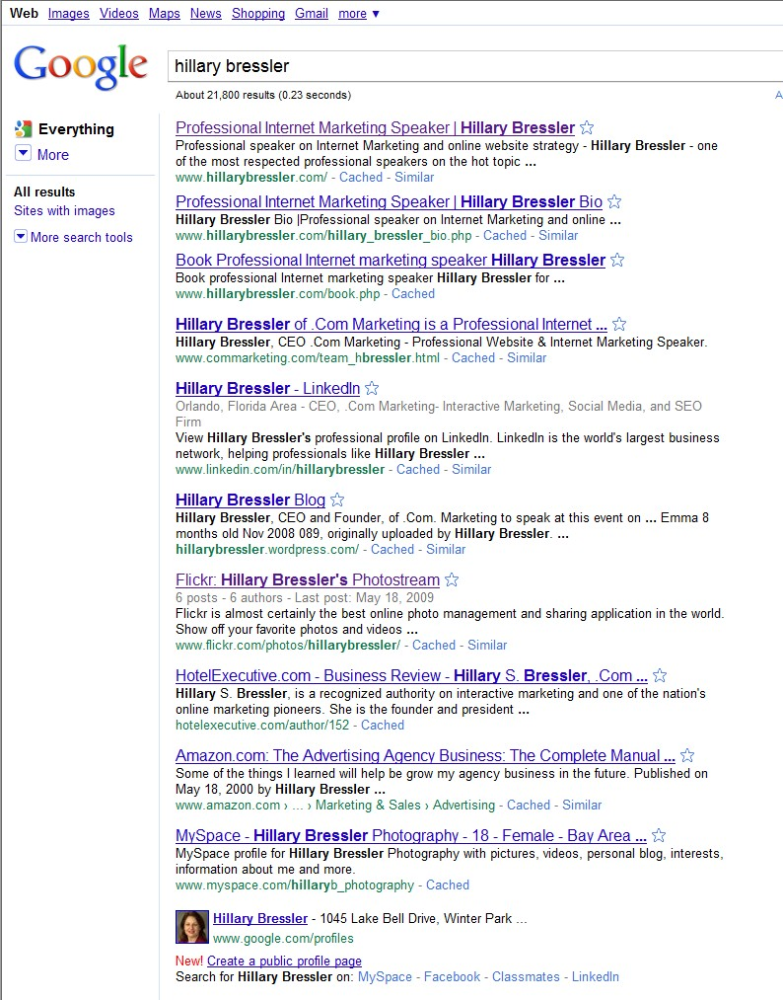 Web Images Videos Maps News Shopping Gmail more ▼
Google
hillary bressler
About 21,800 results (0.23 seconds)
A
Everything
More
All results
Sites with images
More search tools
Professional Internet Marketing Speaker | Hillary Bressler
Professional speaker on Internet Marketing and online website strategy - Hillary Bressler - one
of the most respected professional speakers on the hot topic ...
www.hillarybressler.com/ - Cached - Similar
Professional Internet Marketing Speaker | Hillary Bressler Bio
Hillary Bressler Bio |Professional speaker on Internet Marketing and online ...
www.hillarybressler.com/hillary_bressler_bio.php - Cached - Similar
Book Professional Internet marketing speaker Hillary Bressler
Book professional Internet marketing speaker Hillary Bressler for ...
www.hillarybressler.com/book.php - Cached
Hillary Bressler of .Com Marketing is a Professional Internet ...
Hillary Bressler, CEO .Com Marketing - Professional Website & Internet Marketing Speaker.
www.commarketing.com/team_hbressler.html - Cached - Similar
Hillary Bressler - LinkedIn
Orlando, Florida Area - CEO, .Com Marketing- Interactive Marketing, Social Media, and SEO
Firm
View Hillary Bressler's professional profile on LinkedIn. LinkedIn is the world's largest business
network, helping professionals like Hillary Bressler ...
www.linkedin.com/in/hillarybressler - Cached - Similar
Hillary Bressler Blog
Hillary Bressler, CEO and Founder, of .Com. Marketing to speak at this event on ... Emma 8
months old Nov 2008 089, originally uploaded by Hillary Bressler. ...
hillarybressler.wordpress.com/ - Cached - Similar
Flickr: Hillary Bressler's Photostream
6 posts - 6 authors - Last post: May 18, 2009
Flickr is almost certainly the best online photo management and sharing application in the world.
Show off your favorite photos and videos ...
www.flickr.com/photos/hillarybressler/ - Cached - Similar
HotelExecutive.com - Business Review - Hillary S. Bressler, .Com ...
Hillary S. Bressler, is a recognized authority on interactive marketing and one of the nation's
online marketing pioneers. She is the founder and president ...
hotelexecutive.com/author/152 - Cached
Amazon.com: The Advertising Agency Business: The Complete Manual ...
Some of the things I learned will help be grow my agency business in the future. Published on
May 18, 2000 by Hillary Bressler ...
www.amazon.com › ... › Marketing & Sales › Advertising - Cached - Similar
MySpace - Hillary Bressler Photography - 18 - Female - Bay Area ...
MySpace profile for Hillary Bressler Photography with pictures, videos, personal blog, interests,
information about me and more.
www.myspace.com/hillaryb_photography - Cached
Hillary Bressler - 1045 Lake Bell Drive, Winter Park ...
www.google.com/profiles
New! Create a public profile page
Search for Hillary Bressler on: MySpace - Facebook - Classmates - LinkedIn